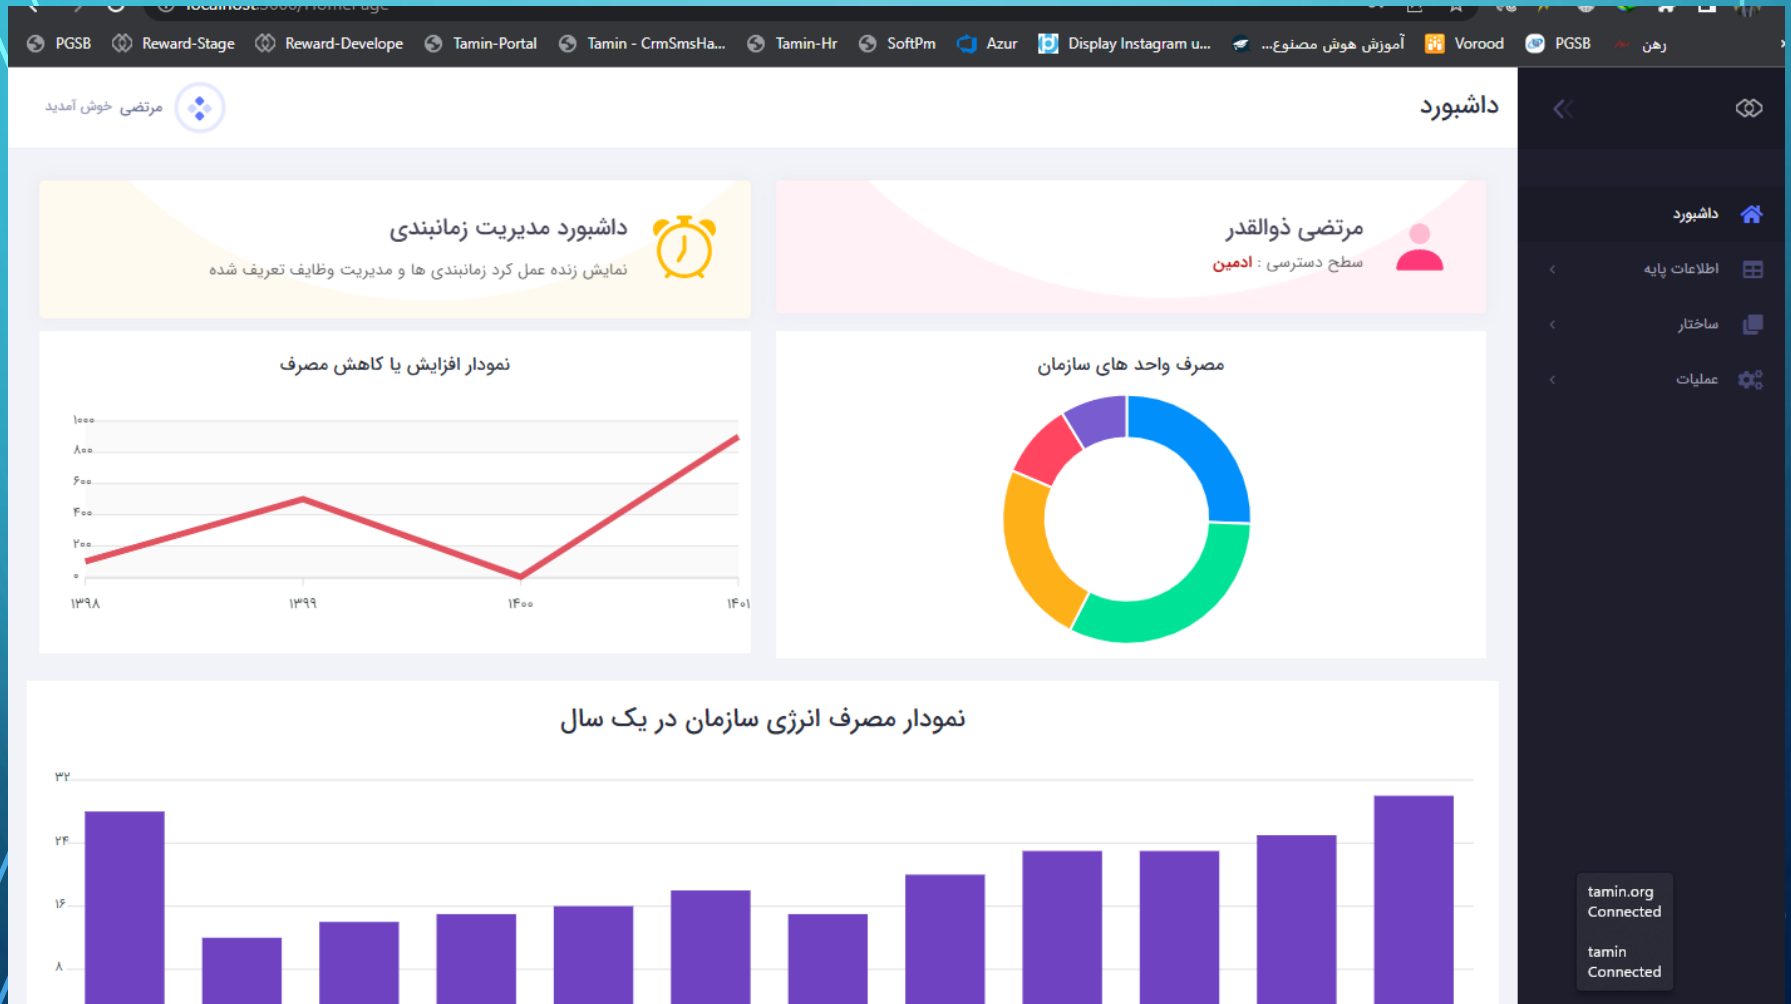 PGSB Reward-Stage Reward-Develope Tamin-Portal Tamin - CrmSmsHa... Tamin-Hr SoftPm Azur Display Instagram u... آموزش هوش مصنوع... Vorood PGSB رهن
داشبورد
مرتضی خوش آمدید
داشبورد
اطلاعات پایه
ساختار
عملیات
مرتضی ذوالقدر
سطح دسترسی : ادمین
داشبورد مدیریت زمانبندی
نمایش زنده عمل کرد زمانبندی ها و مدیریت وظایف تعریف شده
مصرف واحد های سازمان
نمودار افزایش یا کاهش مصرف
۱۰۰۰
۸۰۰
۶۰۰
۴۰۰
۲۰۰
۰
۱۳۹۸ ۱۳۹۹ ۱۴۰۰ ۱۴۰۱
نمودار مصرف انرژی سازمان در یک سال
۳۲
۲۴
۱۶
۸
tamin.org
Connected
tamin
Connected